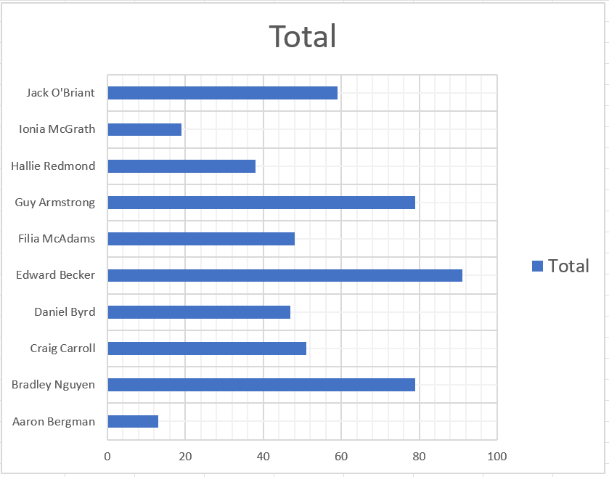 Total
Jack O'Briant
Ionia McGrath
Hallie Redmond
Guy Armstrong
Filia McAdams
Edward Becker
Daniel Byrd
Craig Carroll
Bradley Nguyen
Aaron Bergman
0 20 40 60 80 100
Total